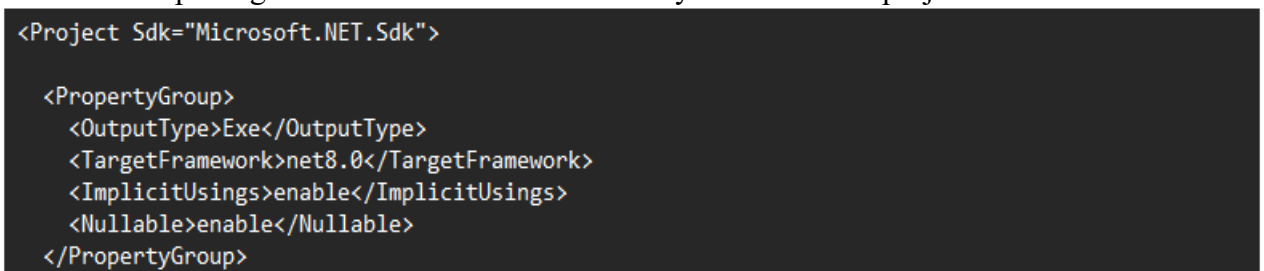 <Project Sdk="Microsoft.NET.Sdk">
<PropertyGroup>
<OutputType>Exe</OutputType>
<TargetFramework>net8.0</TargetFramework>
<ImplicitUsings>enable</ImplicitUsings>
<Nullable>enable</Nullable>
</PropertyGroup>